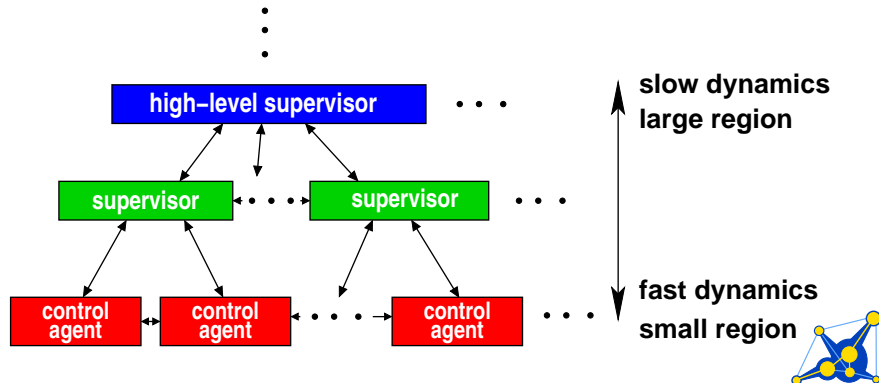 high–level supervisor
slow dynamics
large region
supervisor
supervisor
control
agent
control
agent
control
agent
fast dynamics
small region